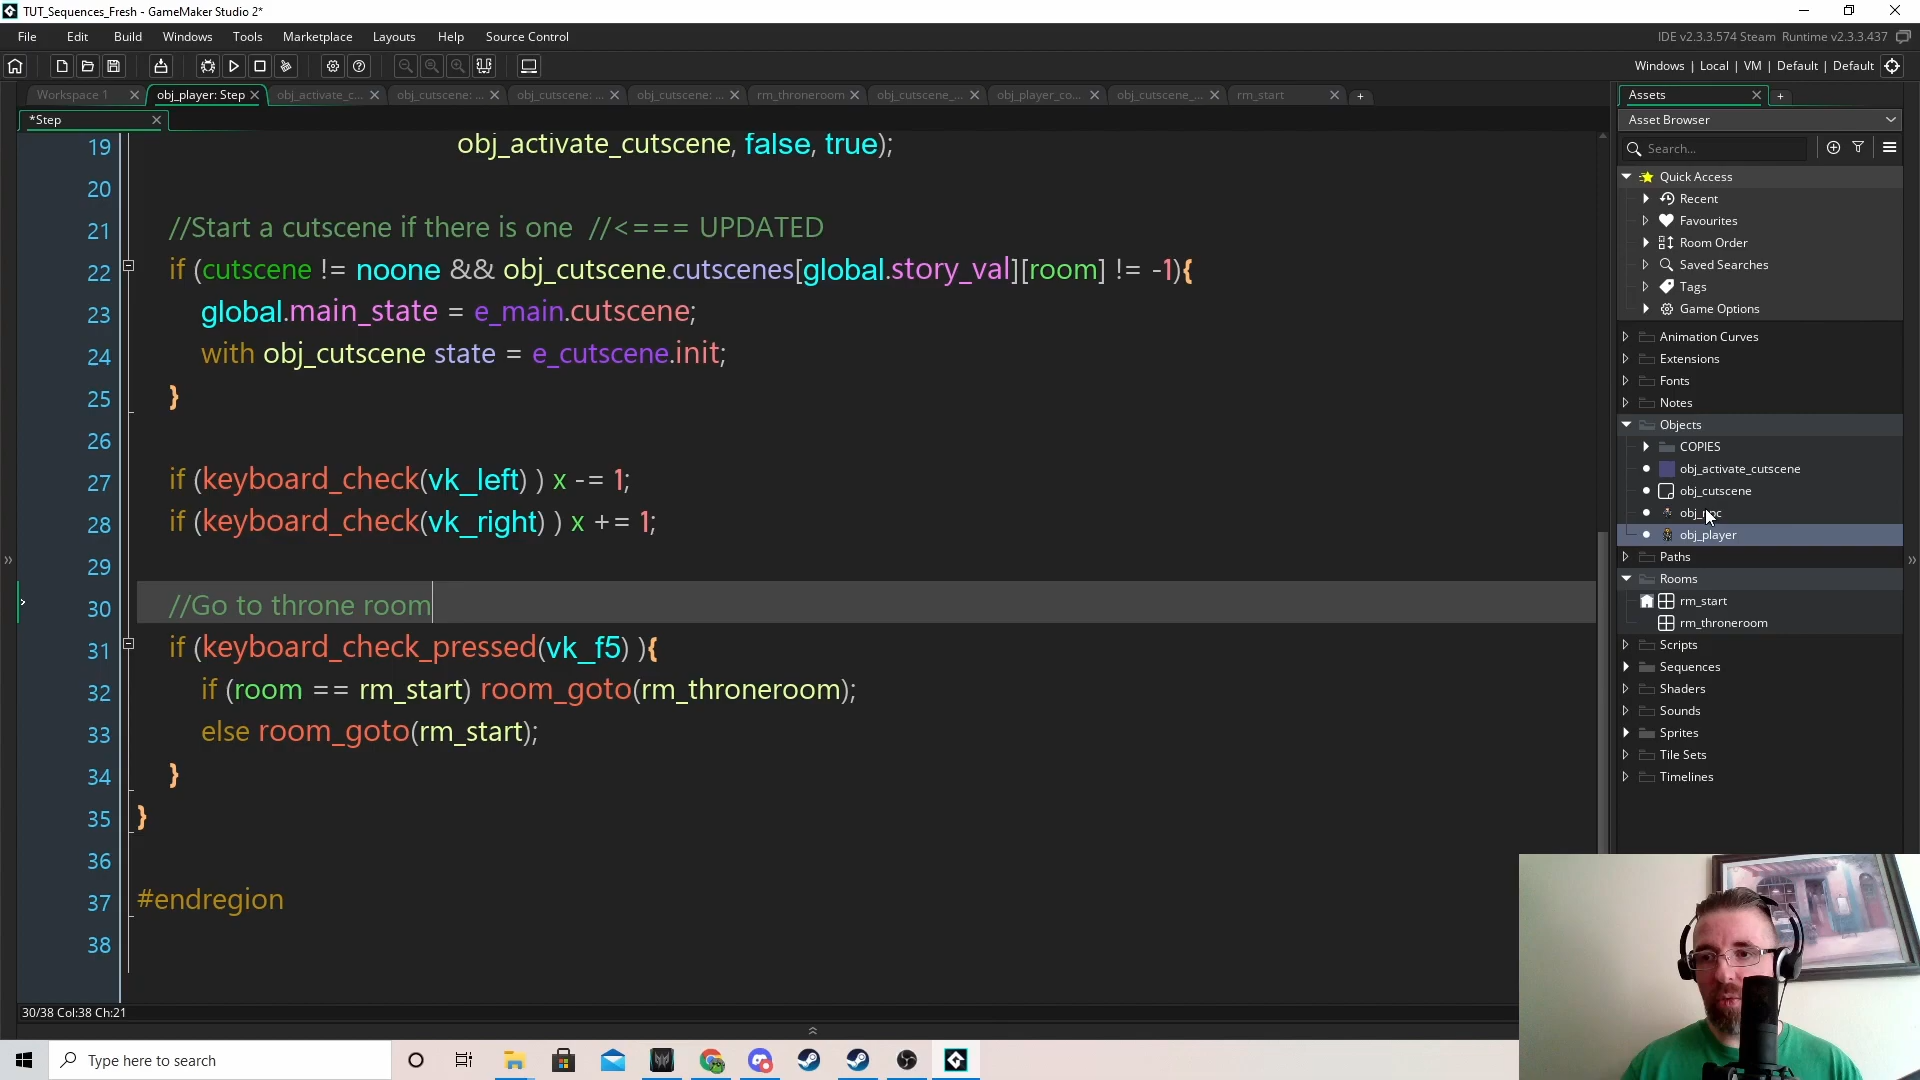 TUT_Sequences_Fresh - GameMaker Studio 2*
File Edit Build Windows Tools Marketplace Layouts Help Source Control
IDE v2.3.3.574 Steam Runtime v2.3.3.437
Windows | Local | VM | Default | Default
Workspace 1 obj_player: Step obj_activate_c... obj_cutscene: ... obj_cutscene: ... obj_cutscene: ... rm_throneroom obj_cutscene_... obj_player_co... obj_cutscene_... rm_start
*Step
19 obj_activate_cutscene, false, true);
20
21 //Start a cutscene if there is one //<=== UPDATED
22 if (cutscene != noone && obj_cutscene.cutscenes[global.story_val][room] != -1){
23 global.main_state = e_main.cutscene;
24 with obj_cutscene state = e_cutscene.init;
25 }
26
27 if (keyboard_check(vk_left) ) x -= 1;
28 if (keyboard_check(vk_right) ) x += 1;
29
30 //Go to throne room
31 if (keyboard_check_pressed(vk_f5) ){
32 if (room == rm_start) room_goto(rm_throneroom);
33 else room_goto(rm_start);
34 }
35 }
36
37 #endregion
38
30/38 Col:38 Ch:21
Assets
Asset Browser
Search...
Quick Access
Recent
Favourites
Room Order
Saved Searches
Tags
Game Options
Animation Curves
Extensions
Fonts
Notes
Objects
COPIES
obj_activate_cutscene
obj_cutscene
obj_player
Paths
Rooms
rm_start
rm_throneroom
Scripts
Sequences
Shaders
Sounds
Sprites
Tile Sets
Timelines
Type here to search